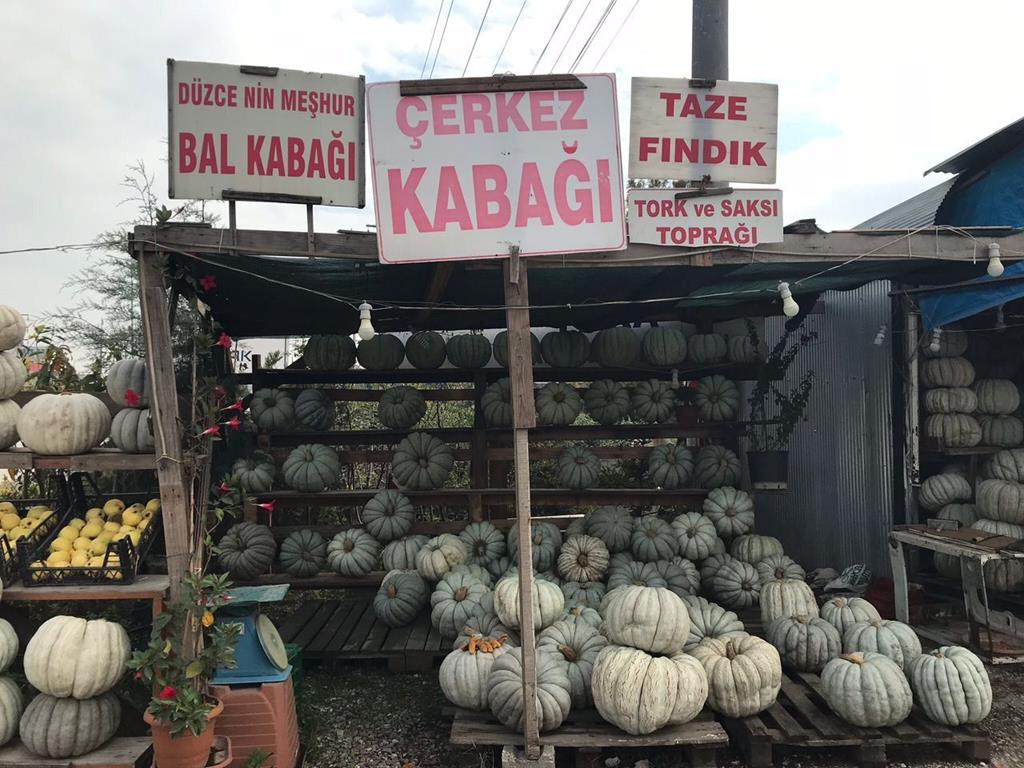 DÜZCE NİN MEŞHUR
BAL KABAĞI
ÇERKEZ
KABAĞI
TAZE
FINDIK
TORK ve SAKSI
TOPRAĞI